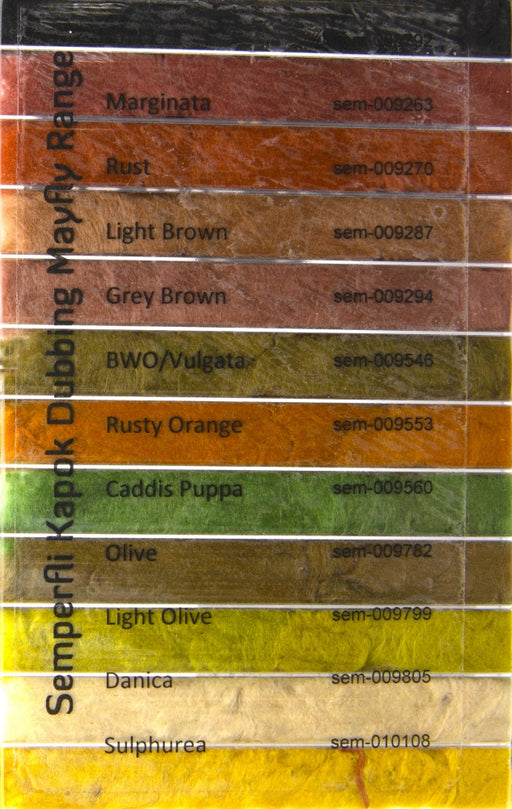 Semperfli Kapok Dubbing Mayfly Range
Marginata sem-009263
Rust sem-009270
Light Brown sem-009287
Grey Brown sem-009294
BWO/Vulgata sem-009546
Rusty Orange sem-009553
Caddis Puppa sem-009560
Olive sem-009782
Light Olive sem-009799
Danica sem-009805
Sulphurea sem-010108